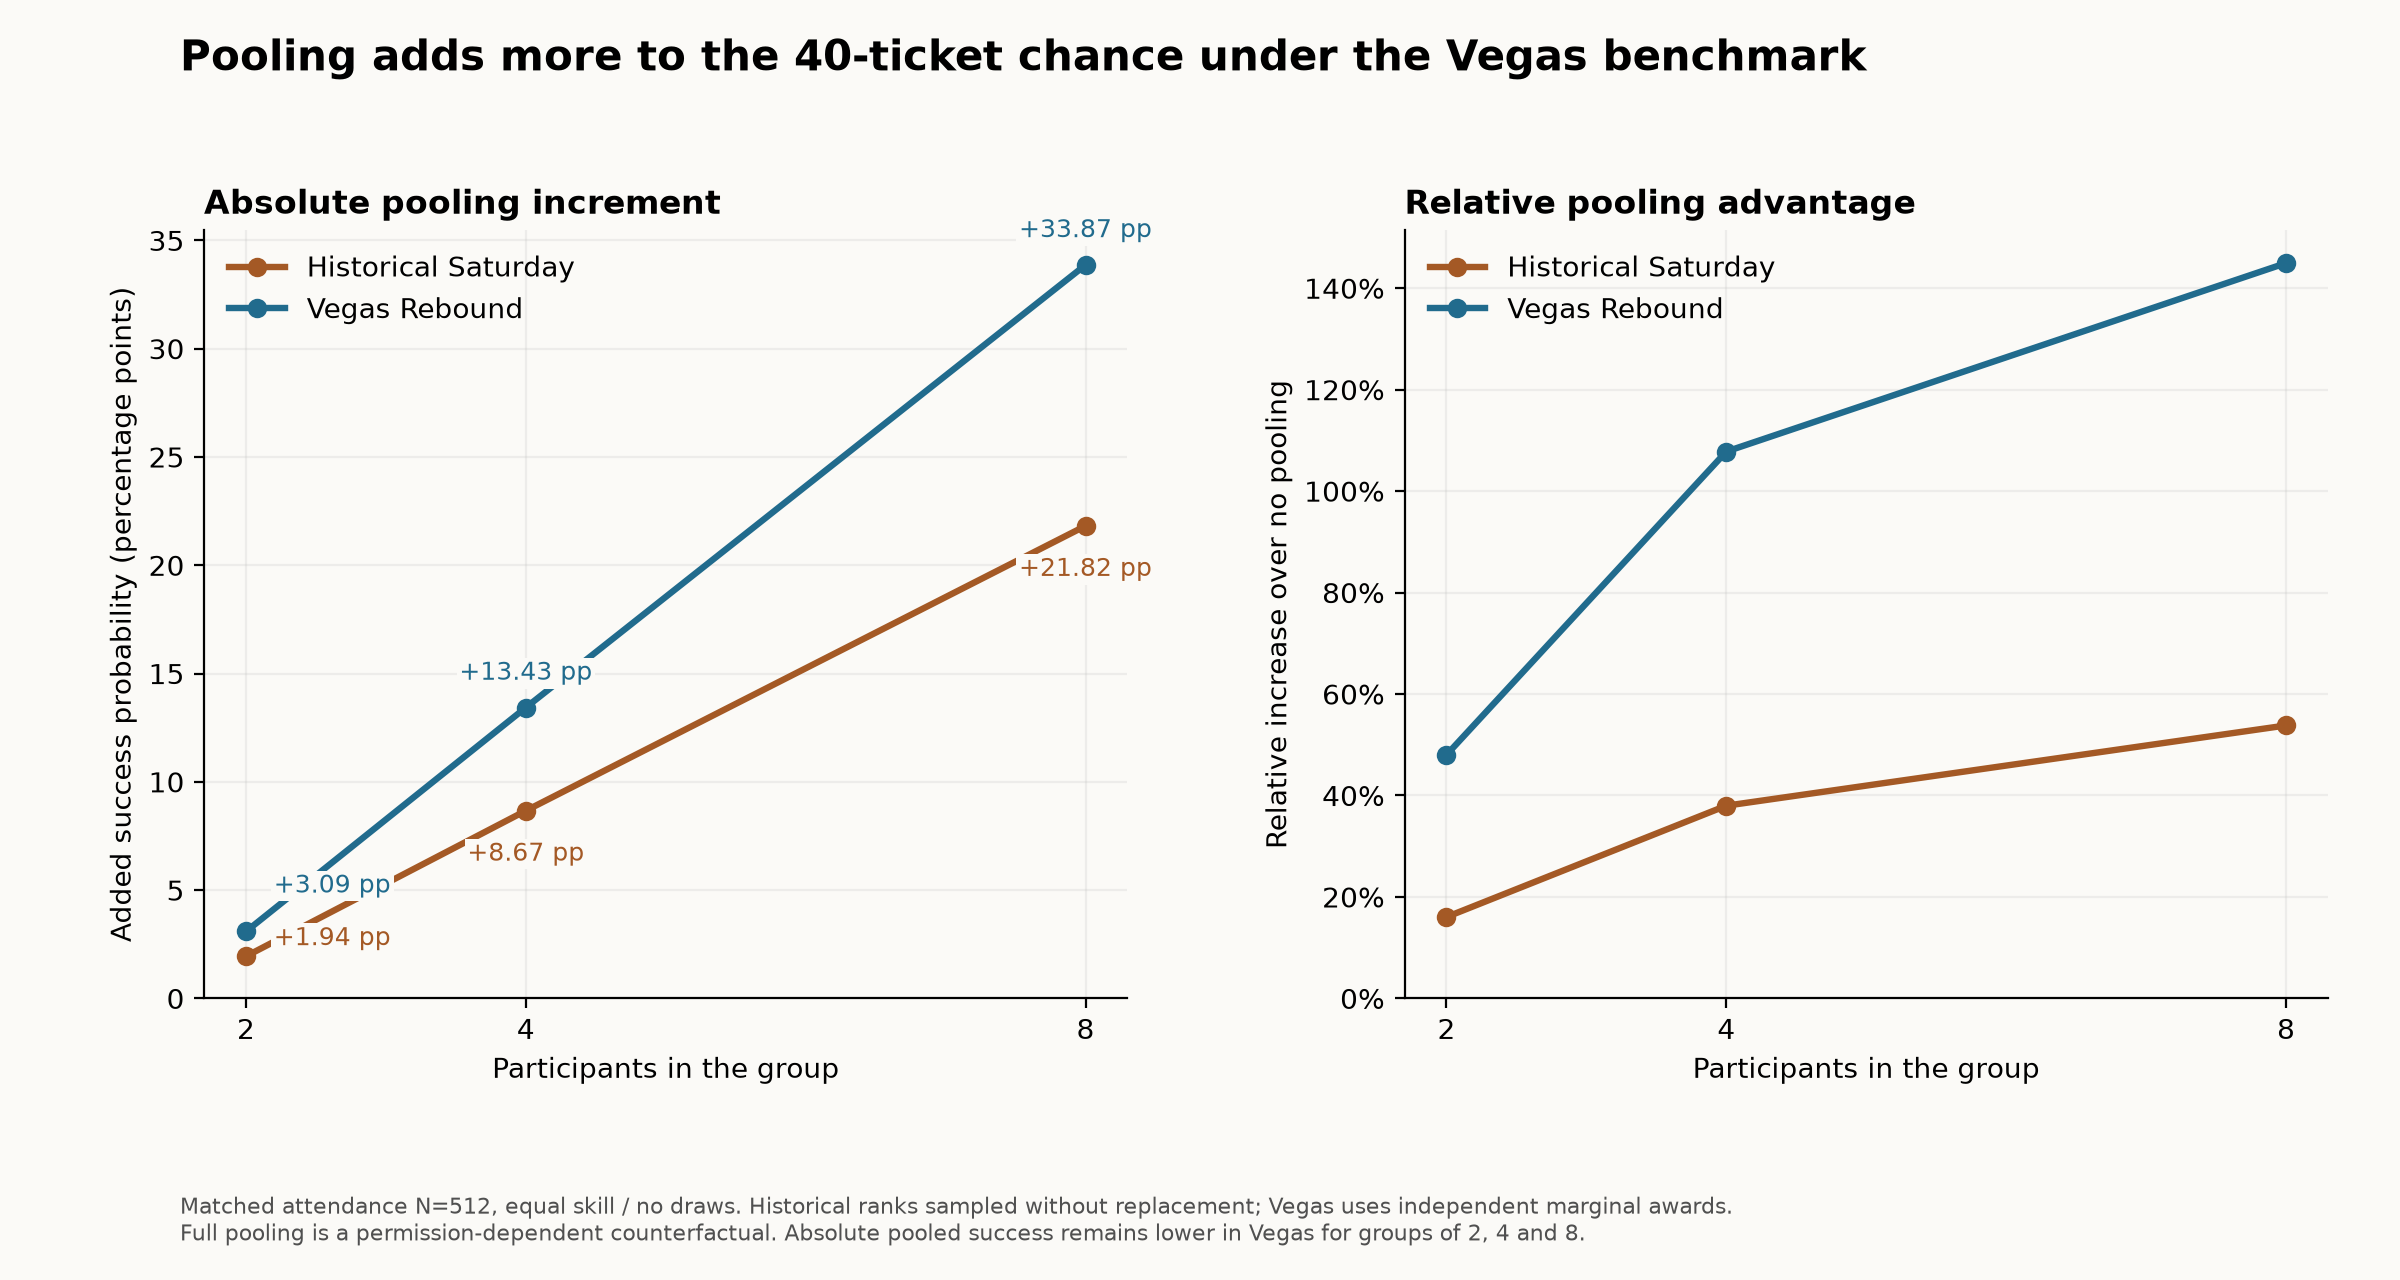 Pooling adds more to the 40-ticket chance under the Vegas benchmark
Absolute pooling increment
Historical Saturday
Vegas Rebound
+33.87 pp
+21.82 pp
+13.43 pp
+8.67 pp
+3.09 pp
+1.94 pp
35
30
25
20
15
10
5
0
Added success probability (percentage points)
2
4
8
Participants in the group
Relative pooling advantage
Historical Saturday
Vegas Rebound
140%
120%
100%
80%
60%
40%
20%
0%
Relative increase over no pooling
2
4
8
Participants in the group
Matched attendance N=512, equal skill / no draws. Historical ranks sampled without replacement; Vegas uses independent marginal awards.
Full pooling is a permission-dependent counterfactual. Absolute pooled success remains lower in Vegas for groups of 2, 4 and 8.